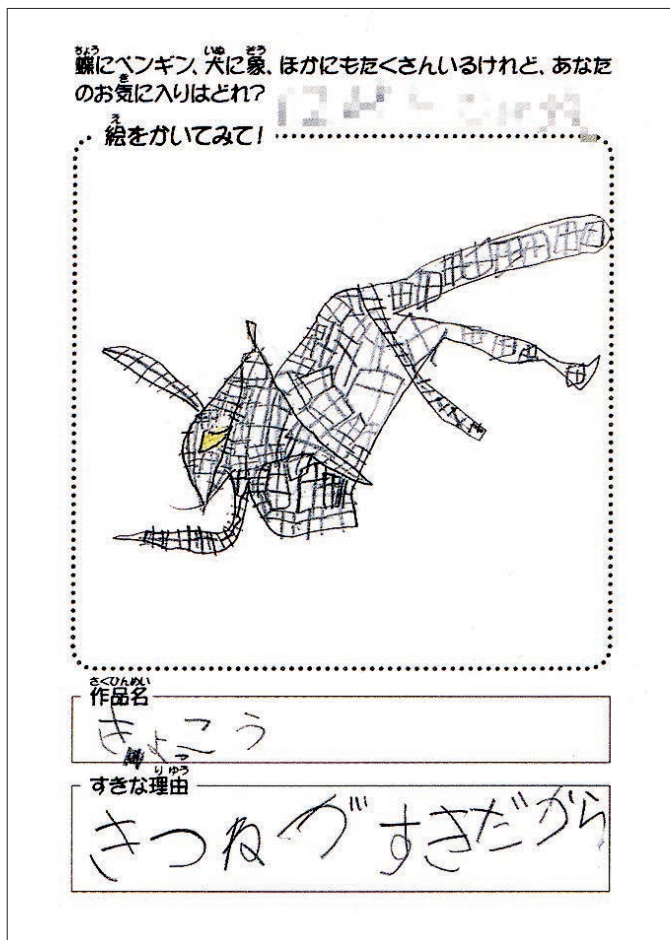 蝶にペンギン、犬に象、ほかにもたくさんいるけれど、あなた
のお気に入りはどれ？
絵をかいてみて！
作品名
きょこう
すきな理由
きつねがすきだから